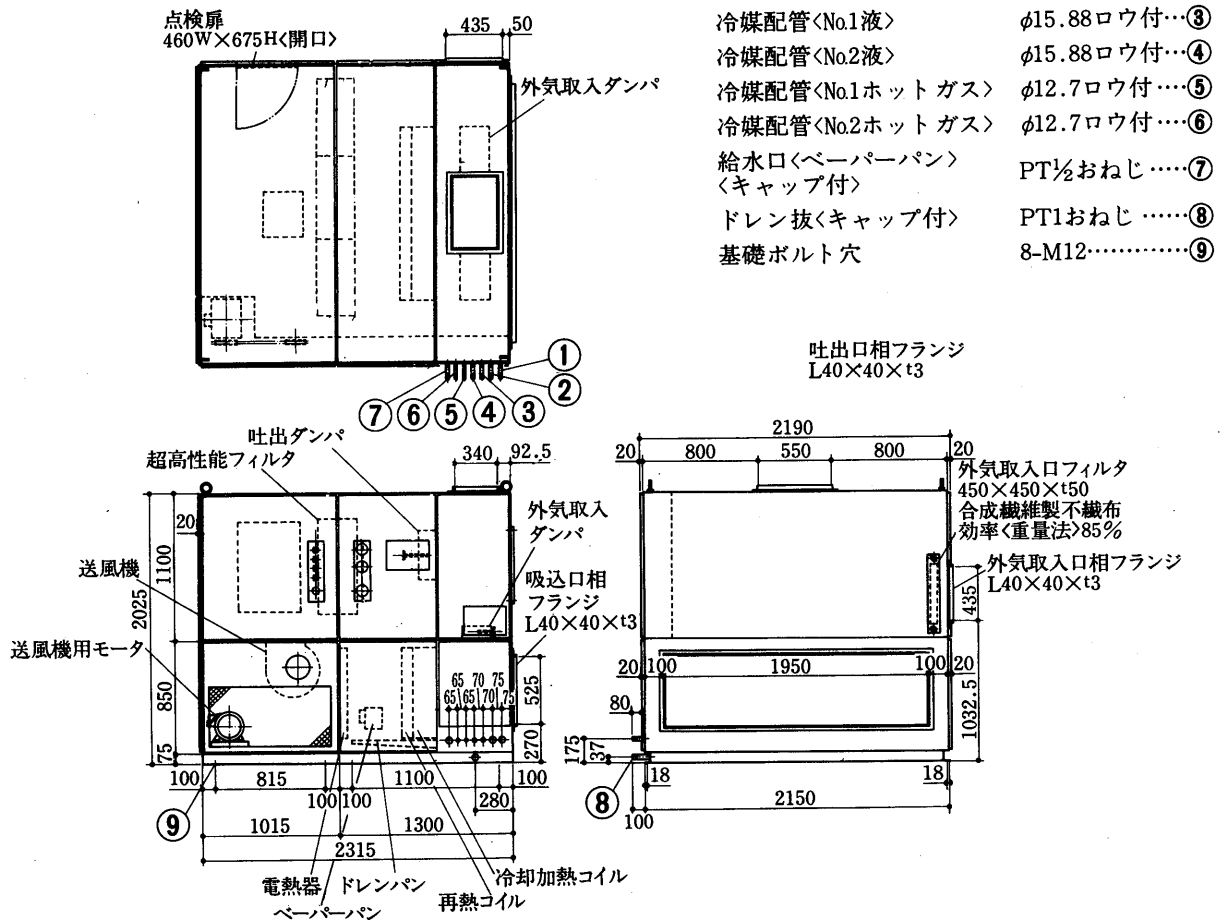 点検扉
460W×675H<開口>
435
50
外気取入ダンパ
冷媒配管<No.1液> φ15.88ロウ付…③
冷媒配管<No.2液> φ15.88ロウ付…④
冷媒配管<No.1ホットガス> φ12.7ロウ付…⑤
冷媒配管<No.2ホットガス> φ12.7ロウ付…⑥
給水口<ベーパーパン>
<キャップ付> PT½おねじ……⑦
ドレン抜<キャップ付> PT1おねじ……⑧
基礎ボルト穴 8-M12…………⑨
①
②
⑦ ⑥ ⑤ ④ ③
吐出口相フランジ
L40×40×t3
吐出ダンパ
超高性能フィルタ
340
92.5
外気取入
ダンパ
吸込口相
フランジ
L40×40×t3
送風機
送風機用モータ
20
1100
2025
850
75
65 70 75
65 65 70 75
525
270
100 815 100 100 1100 100
280
⑨
1015 1300
2315
電熱器
ドレンパン
ベーパーパン
再熱コイル
冷却加熱コイル
2190
20 800 550 800 20
外気取入口フィルタ
450×450×t50
合成繊維製不織布
効率<重量法>85%
外気取入口相フランジ
L40×40×t3
435
20 100 1950 100 20
1032.5
80
175
37
⑧
18
18
2150
100